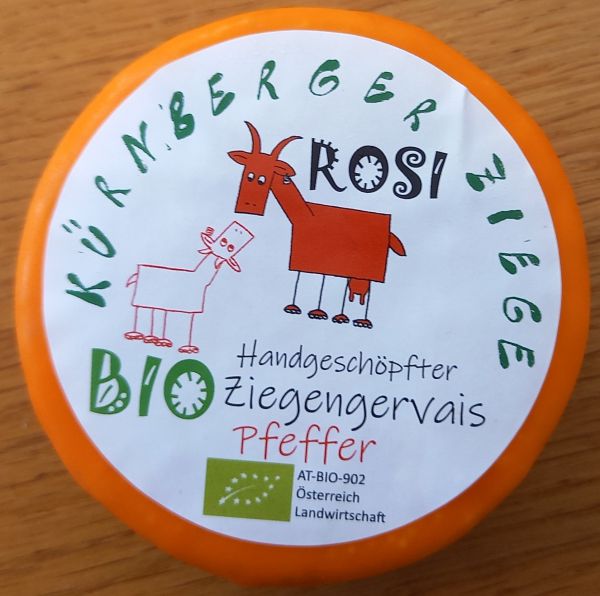 KÜRNBERGER ZIEGE
ROSI
BIO
Handgeschöpfter
Ziegengervais
Pfeffer
AT-BIO-902
Österreich
Landwirtschaft